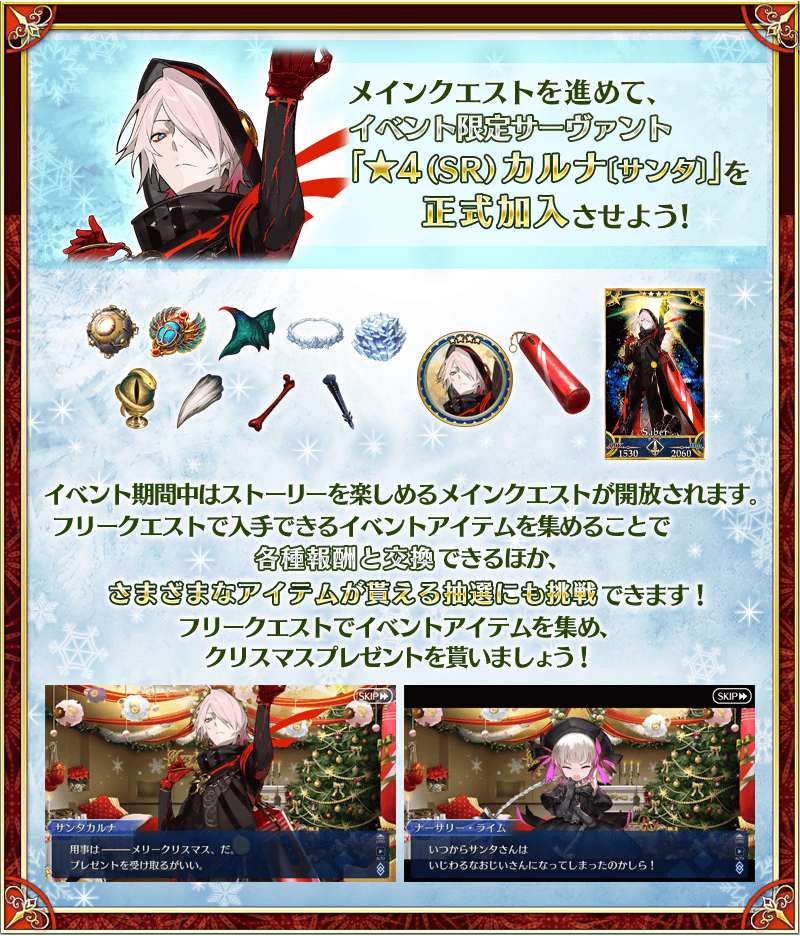 メインクエストを進めて、
イベント限定サーヴァント
「★4(SR) カルナ〔サンタ〕」を
正式加入させよう!
Saber
1530
2060
イベント期間中はストーリーを楽しめるメインクエストが開放されます。
フリークエストで入手できるイベントアイテムを集めることで
各種報酬と交換できるほか、
さまざまなアイテムが貰える抽選にも挑戦できます!
フリークエストでイベントアイテムを集め、
クリスマスプレゼントを貰いましょう!
SKIP
サンタカルナ
用事は――メリークリスマス、だ。
プレゼントを受け取るがいい。
SKIP
ナーサリー・ライム
いつからサンタさんは
いじわるなおじいさんになってしまったのかしら!